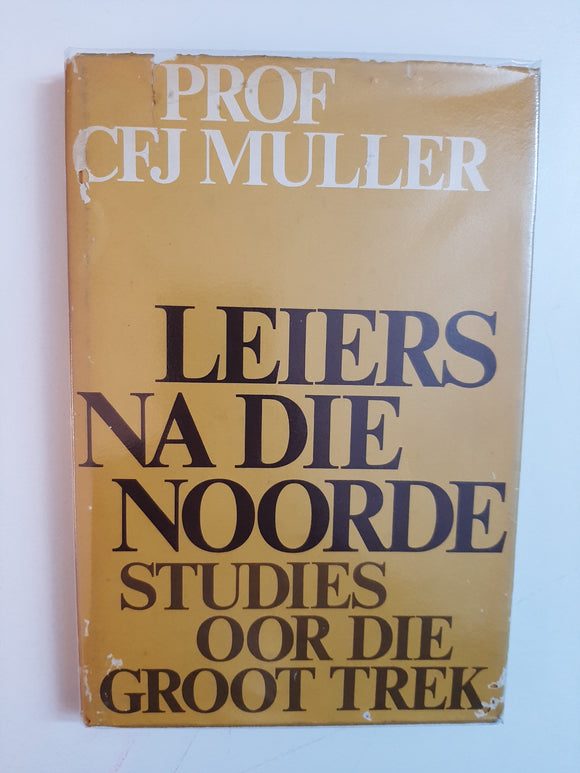 PROF
CFJ MULLER
LEIERS
NA DIE
NOORDE
STUDIES
OOR DIE
GROOT TREK